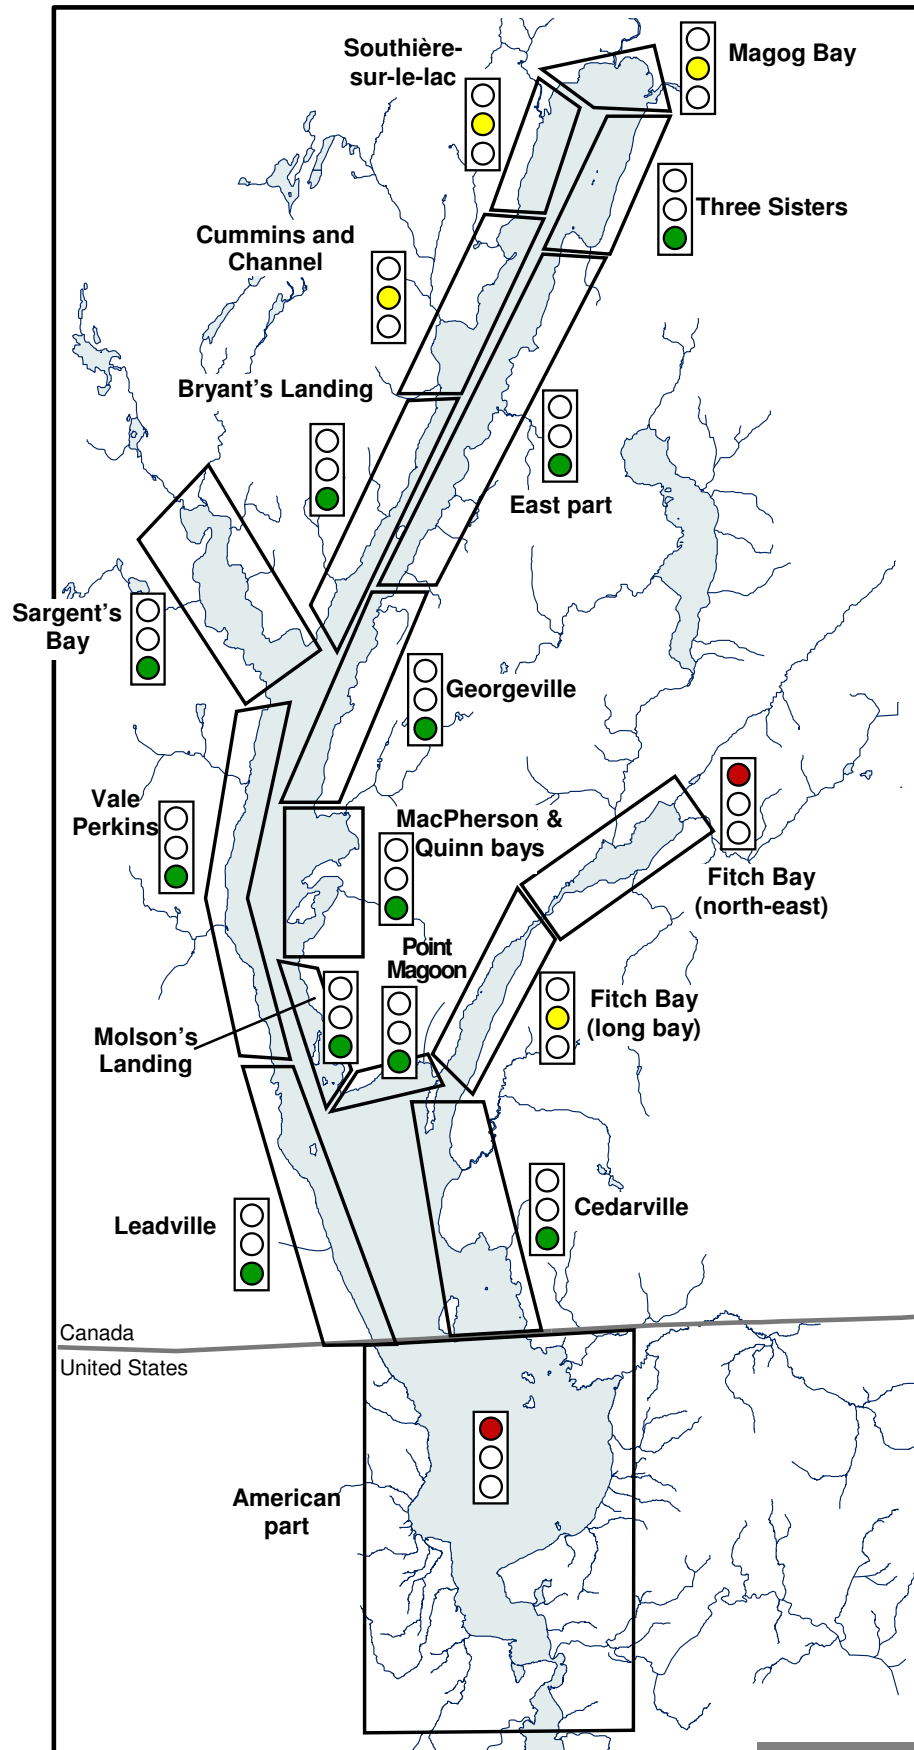 Southière-
sur-le-lac
Magog Bay
Three Sisters
Cummins and
Channel
Bryant's Landing
East part
Sargent's
Bay
Georgeville
Vale
Perkins
MacPherson &
Quinn bays
Fitch Bay
(north-east)
Point
Magoon
Fitch Bay
(long bay)
Molson's
Landing
Leadville
Cedarville
Canada
United States
American
part